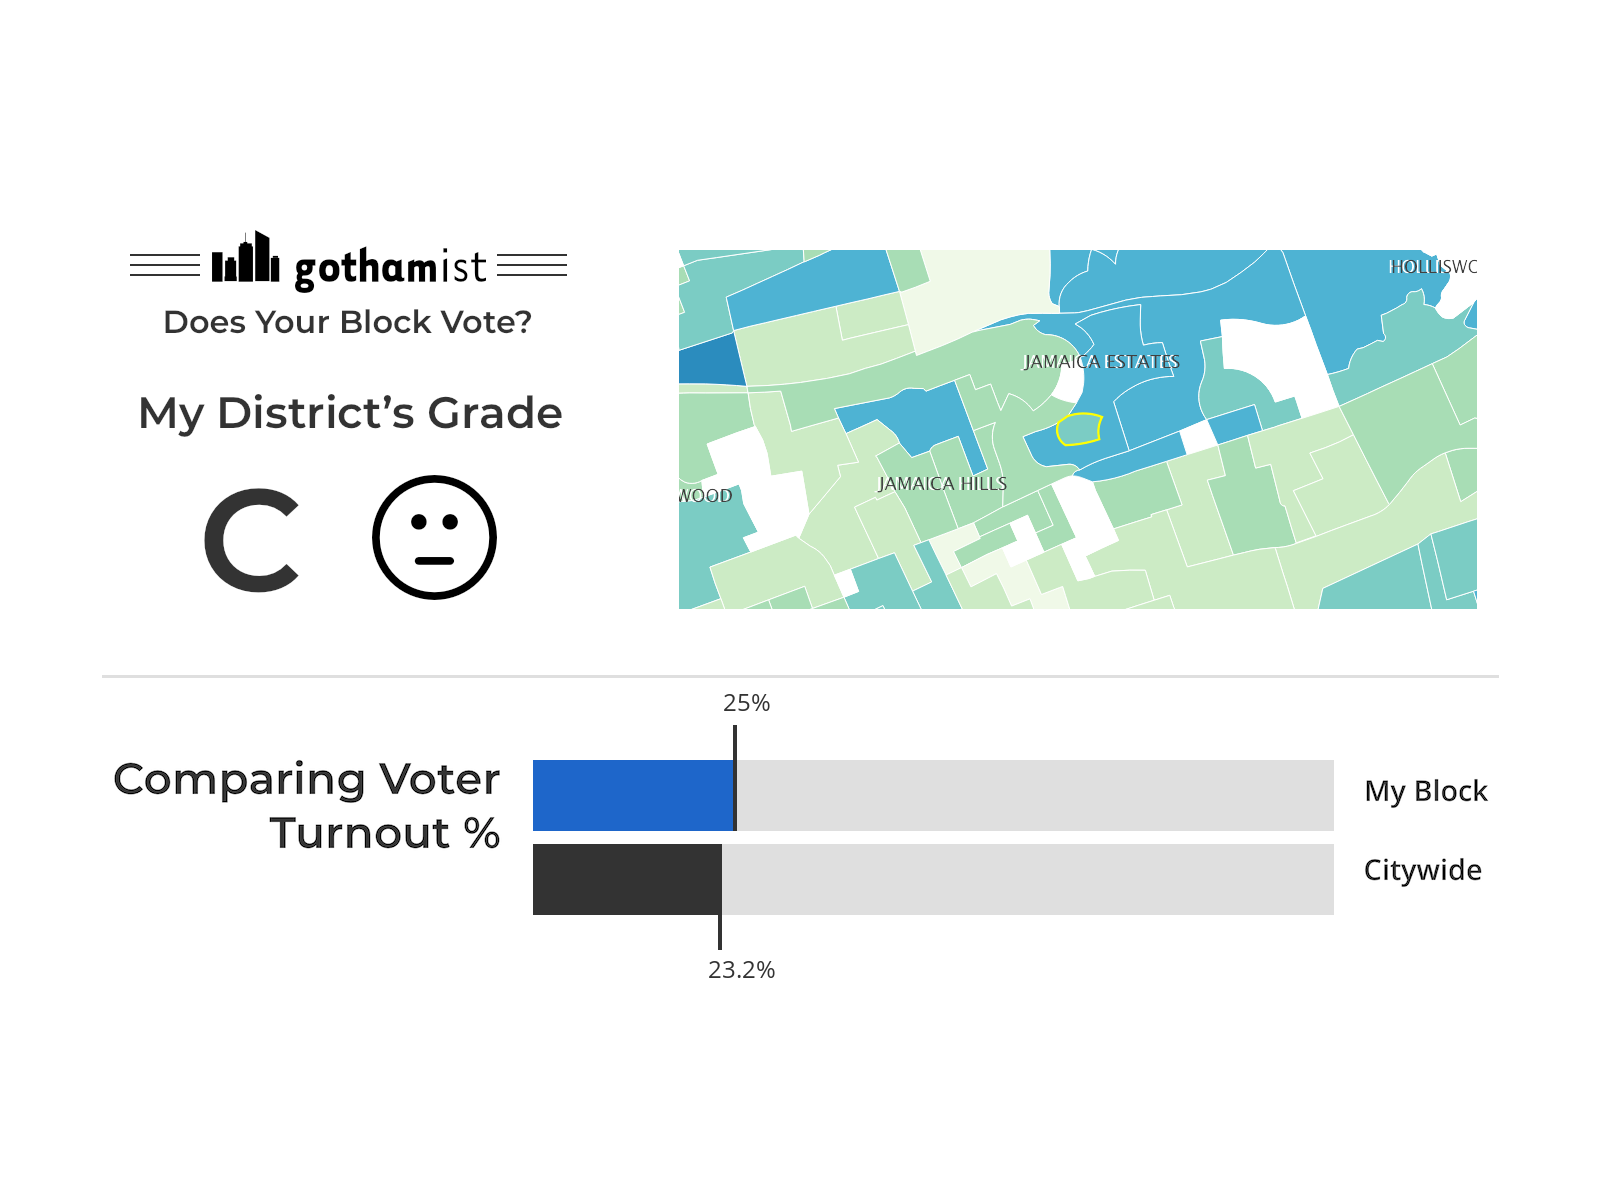 gothamist
Does Your Block Vote?
My District's Grade
C
HOLLISWC
JAMAICA ESTATES
JAMAICA HILLS
WOOD
25%
Comparing Voter
Turnout %
My Block
Citywide
23.2%